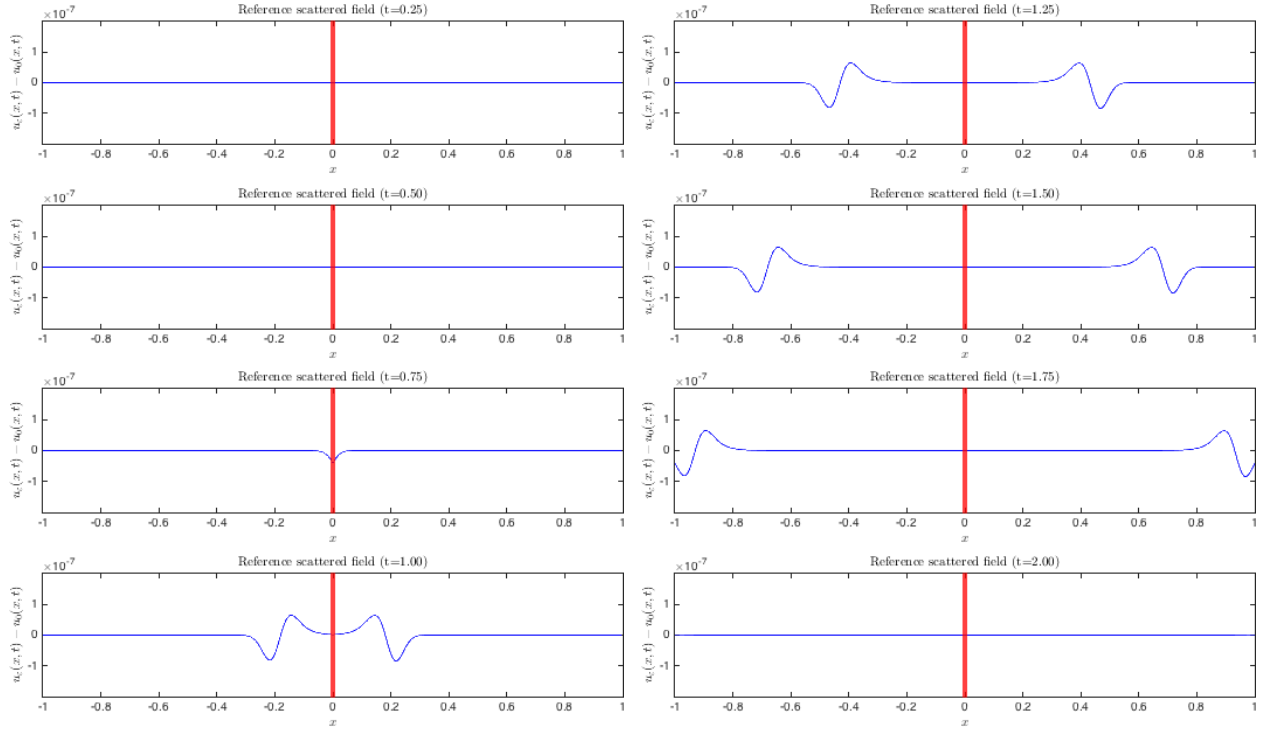 ×10⁻⁷ Reference scattered field (t=0.25)
u_ε(x, t) − u_0(x, t)
1
0
-1
-1 -0.8 -0.6 -0.4 -0.2 0 0.2 0.4 0.6 0.8 1
x
×10⁻⁷ Reference scattered field (t=0.50)
u_ε(x, t) − u_0(x, t)
1
0
-1
-1 -0.8 -0.6 -0.4 -0.2 0 0.2 0.4 0.6 0.8 1
x
×10⁻⁷ Reference scattered field (t=0.75)
u_ε(x, t) − u_0(x, t)
1
0
-1
-1 -0.8 -0.6 -0.4 -0.2 0 0.2 0.4 0.6 0.8 1
x
×10⁻⁷ Reference scattered field (t=1.00)
u_ε(x, t) − u_0(x, t)
1
0
-1
-1 -0.8 -0.6 -0.4 -0.2 0 0.2 0.4 0.6 0.8 1
x
×10⁻⁷ Reference scattered field (t=1.25)
u_ε(x, t) − u_0(x, t)
1
0
-1
-1 -0.8 -0.6 -0.4 -0.2 0 0.2 0.4 0.6 0.8 1
x
×10⁻⁷ Reference scattered field (t=1.50)
u_ε(x, t) − u_0(x, t)
1
0
-1
-1 -0.8 -0.6 -0.4 -0.2 0 0.2 0.4 0.6 0.8 1
x
×10⁻⁷ Reference scattered field (t=1.75)
u_ε(x, t) − u_0(x, t)
1
0
-1
-1 -0.8 -0.6 -0.4 -0.2 0 0.2 0.4 0.6 0.8 1
x
×10⁻⁷ Reference scattered field (t=2.00)
u_ε(x, t) − u_0(x, t)
1
0
-1
-1 -0.8 -0.6 -0.4 -0.2 0 0.2 0.4 0.6 0.8 1
x